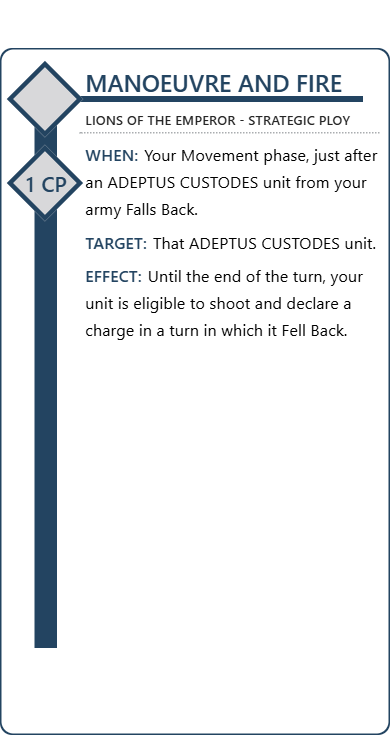 MANOEUVRE AND FIRE
LIONS OF THE EMPEROR - STRATEGIC PLOY
1 CP
WHEN: Your Movement phase, just after
an ADEPTUS CUSTODES unit from your
army Falls Back.
TARGET: That ADEPTUS CUSTODES unit.
EFFECT: Until the end of the turn, your
unit is eligible to shoot and declare a
charge in a turn in which it Fell Back.